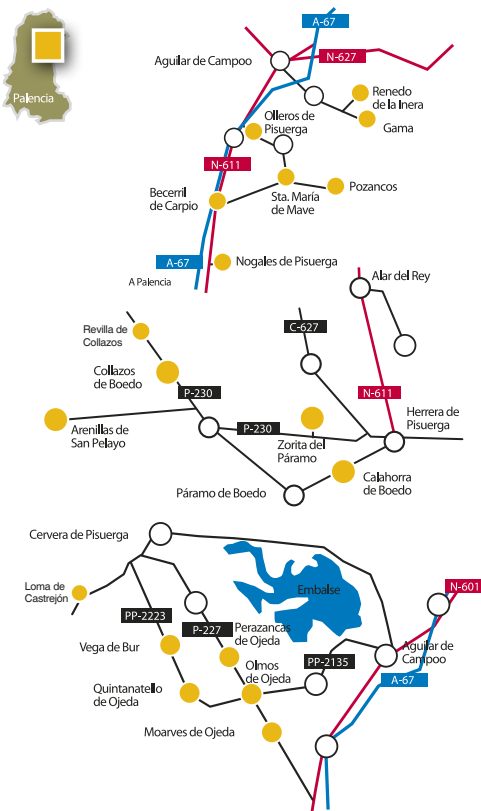 Palencia
A-67
Aguilar de Campoo
N-627
Renedo
de la Inera
Gama
Olleros de
Pisuerga
N-611
Becerril
de Carpio
Sta. María
de Mave
Pozancos
A-67
Nogales de Pisuerga
A Palencia
Alar del Rey
Revilla de
Collazos
C-627
Collazos
de Boedo
P-230
N-611
Arenillas de
San Pelayo
P-230
Zorita del
Páramo
Herrera de
Pisuerga
Páramo de Boedo
Calahorra
de Boedo
Cervera de Pisuerga
Loma de
Castrejón
Embalse
N-601
PP-2223
P-227
Perazancas
de Ojeda
Vega de Bur
Olmos
de Ojeda
PP-2135
Aguilar de
Campoo
A-67
Quintanatello
de Ojeda
Moarves de Ojeda